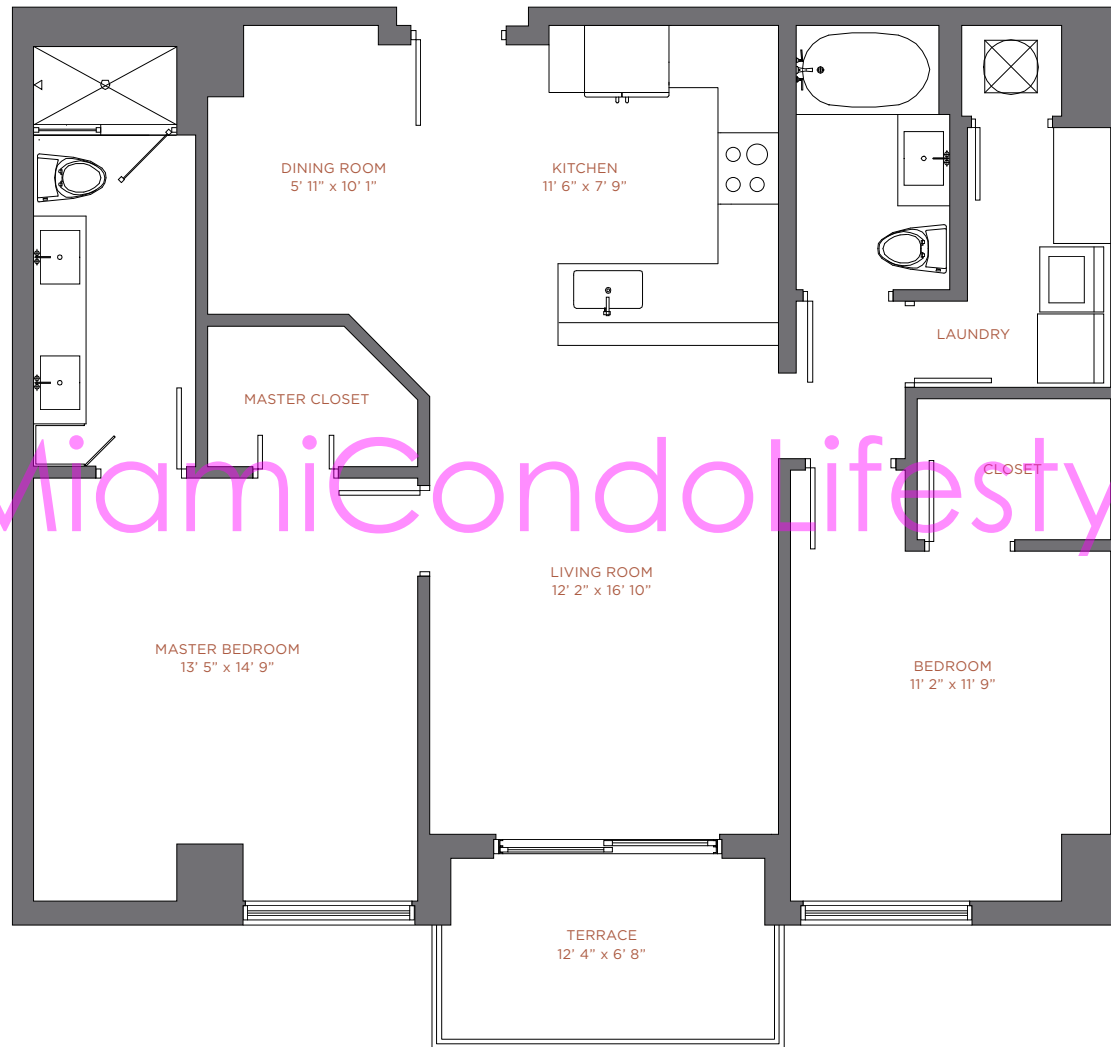 DINING ROOM
5' 11" x 10' 1"
KITCHEN
11' 6" x 7' 9"
LAUNDRY
MASTER CLOSET
CLOSET
MiamiCondoLifesty
LIVING ROOM
12' 2" x 16' 10"
MASTER BEDROOM
13' 5" x 14' 9"
BEDROOM
11' 2" x 11' 9"
TERRACE
12' 4" x 6' 8"